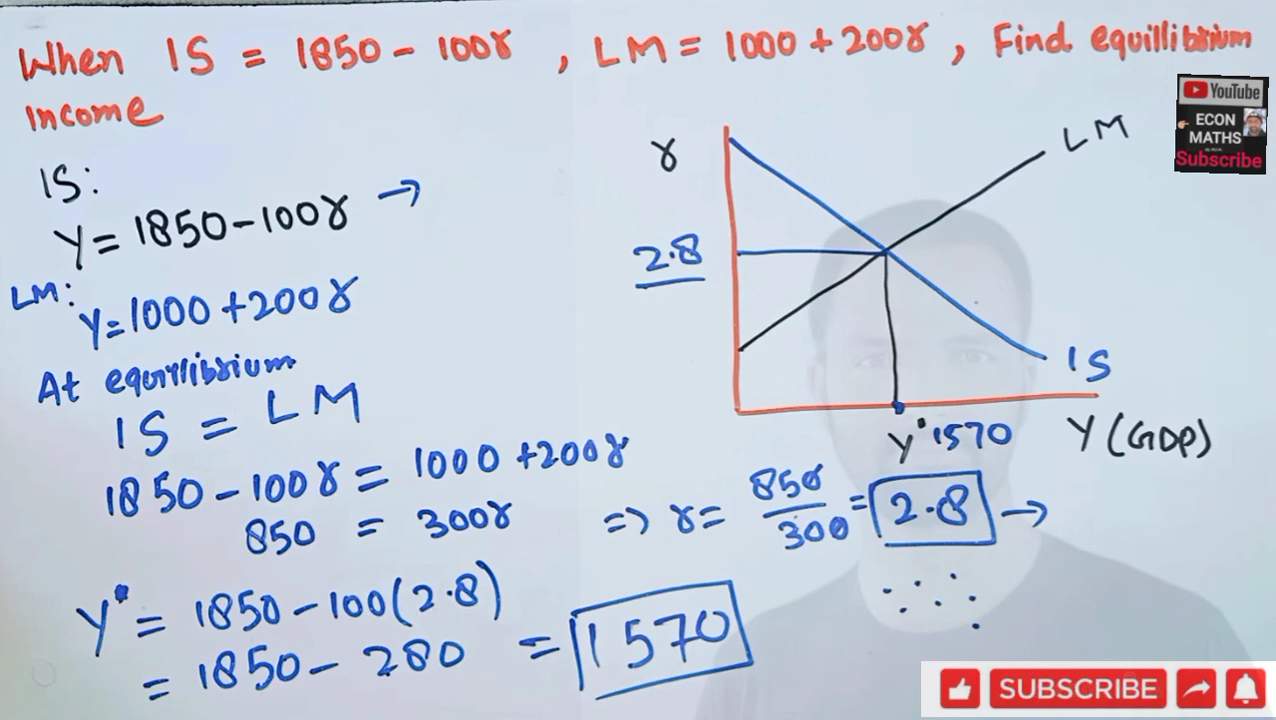 When IS = 1850 - 100r , LM = 1000 + 200r , Find equillibrium
income
YouTube
ECON
MATHS
Subscribe
IS:
Y = 1850 - 100r →
LM:
Y = 1000 + 200r
At equillibrium
IS = LM
1850 - 100r = 1000 + 200r
850 = 300r => r = 850/300 = 2.8 →
Y* = 1850 - 100(2.8)
= 1850 - 280 = 1570
r
LM
2.8
IS
Y* 1570
Y (GDP)
SUBSCRIBE